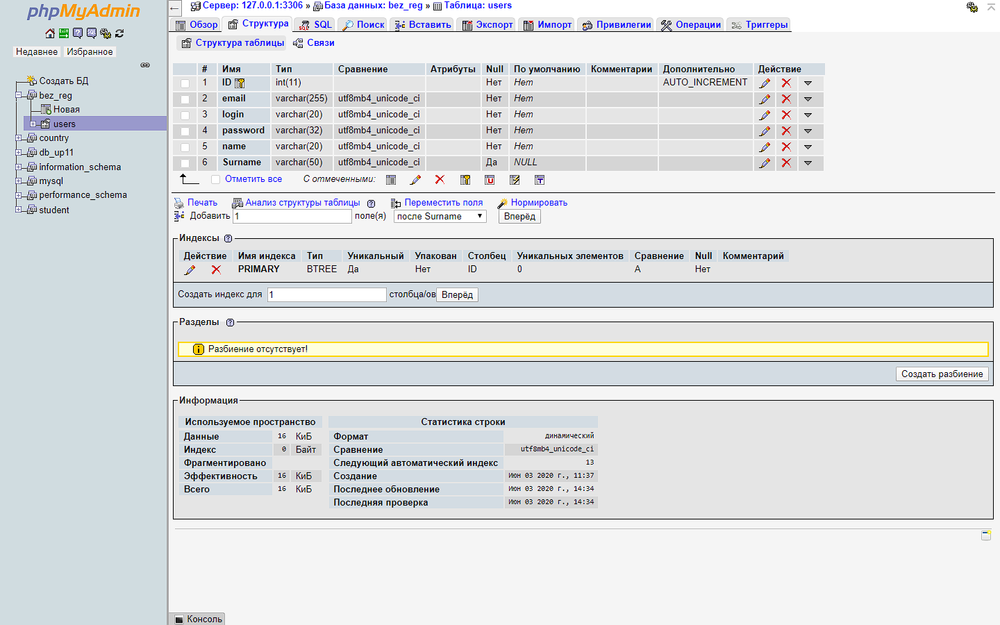 phpMyAdmin
Недавнее Избранное
Создать БД
bez_reg
Новая
users
country
db_up11
information_schema
mysql
performance_schema
student
Сервер: 127.0.0.1:3306 » База данных: bez_reg » Таблица: users
Обзор Структура SQL Поиск Вставить Экспорт Импорт Привилегии Операции Триггеры
Структура таблицы Связи
# Имя Тип Сравнение Атрибуты Null По умолчанию Комментарии Дополнительно Действие
1 ID int(11) Нет Нет AUTO_INCREMENT
2 email varchar(255) utf8mb4_unicode_ci Нет Нет
3 login varchar(20) utf8mb4_unicode_ci Нет Нет
4 password varchar(32) utf8mb4_unicode_ci Нет Нет
5 name varchar(20) utf8mb4_unicode_ci Нет Нет
6 Surname varchar(50) utf8mb4_unicode_ci Да NULL
Отметить все С отмеченными:
Печать Анализ структуры таблицы Переместить поля Нормировать
Добавить 1 поле(я) после Surname Вперёд
Индексы
Действие Имя индекса Тип Уникальный Упакован Столбец Уникальных элементов Сравнение Null Комментарий
PRIMARY BTREE Да Нет ID 0 A Нет
Создать индекс для 1 столбца/ов Вперёд
Разделы
Разбиение отсутствует!
Создать разбиение
Информация
Используемое пространство
Данные 16 КиБ
Индекс 0 Байт
Фрагментировано
Эффективность 16 КиБ
Всего 16 КиБ
Статистика строки
Формат динамический
Сравнение utf8mb4_unicode_ci
Следующий автоматический индекс 13
Создание Июн 03 2020 г., 11:37
Последнее обновление Июн 03 2020 г., 14:34
Последняя проверка Июн 03 2020 г., 14:34
Консоль